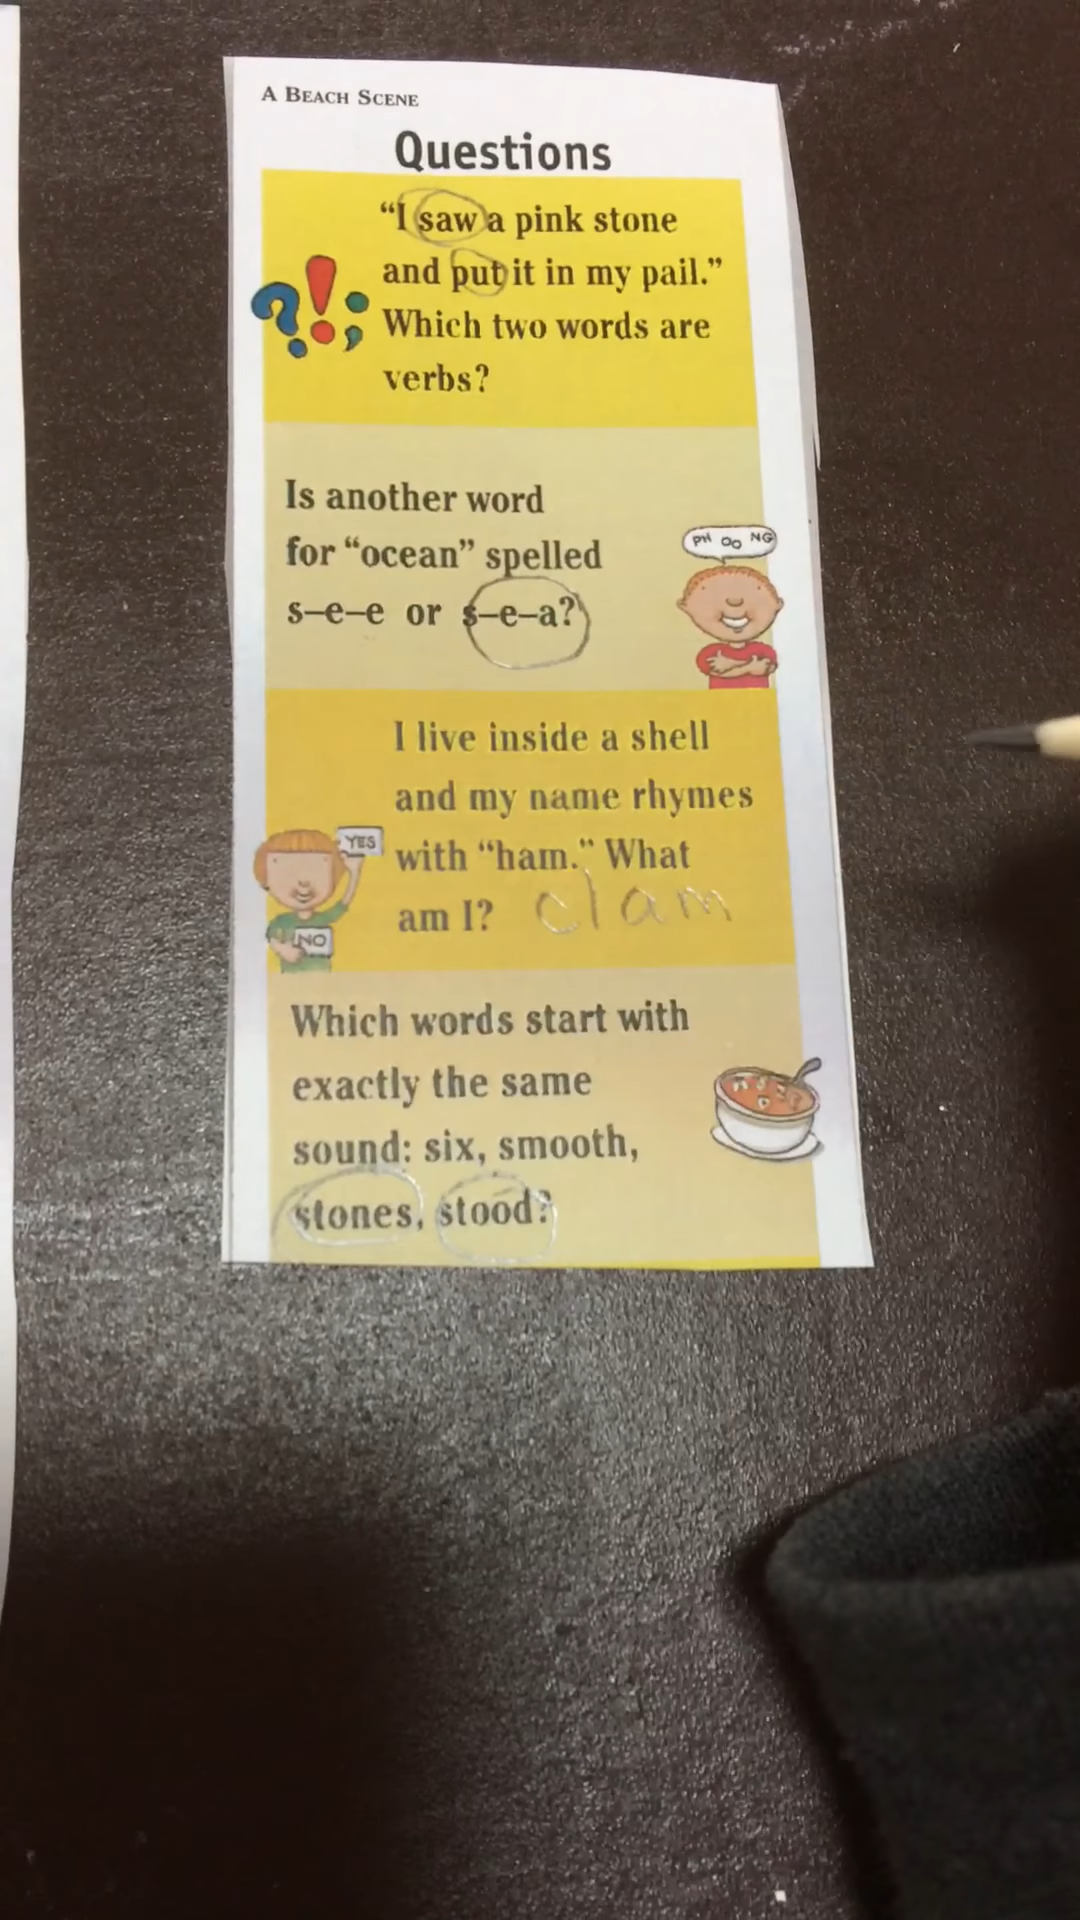 A BEACH SCENE
Questions
“I saw a pink stone
and put it in my pail.”
Which two words are
verbs?
Is another word
for “ocean” spelled
s–e–e or s–e–a?
PH OO NG
I live inside a shell
and my name rhymes
YES
with “ham.” What
am I? clam
NO
Which words start with
exactly the same
sound: six, smooth,
stones, stood?